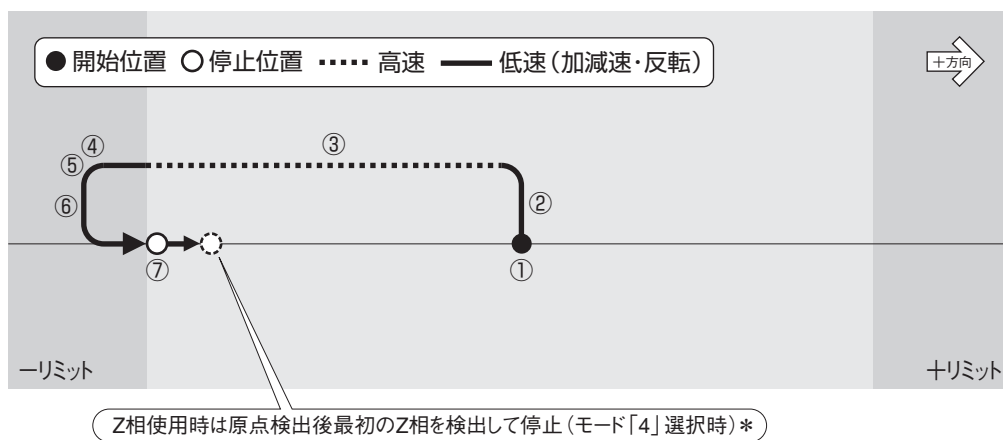 ●開始位置 ○停止位置 ‥‥‥ 高速 ━━ 低速（加減速・反転）
＋方向
④
③
⑤
⑥
②
⑦
①
－リミット
＋リミット
Z相使用時は原点検出後最初のZ相を検出して停止（モード「4」選択時）＊